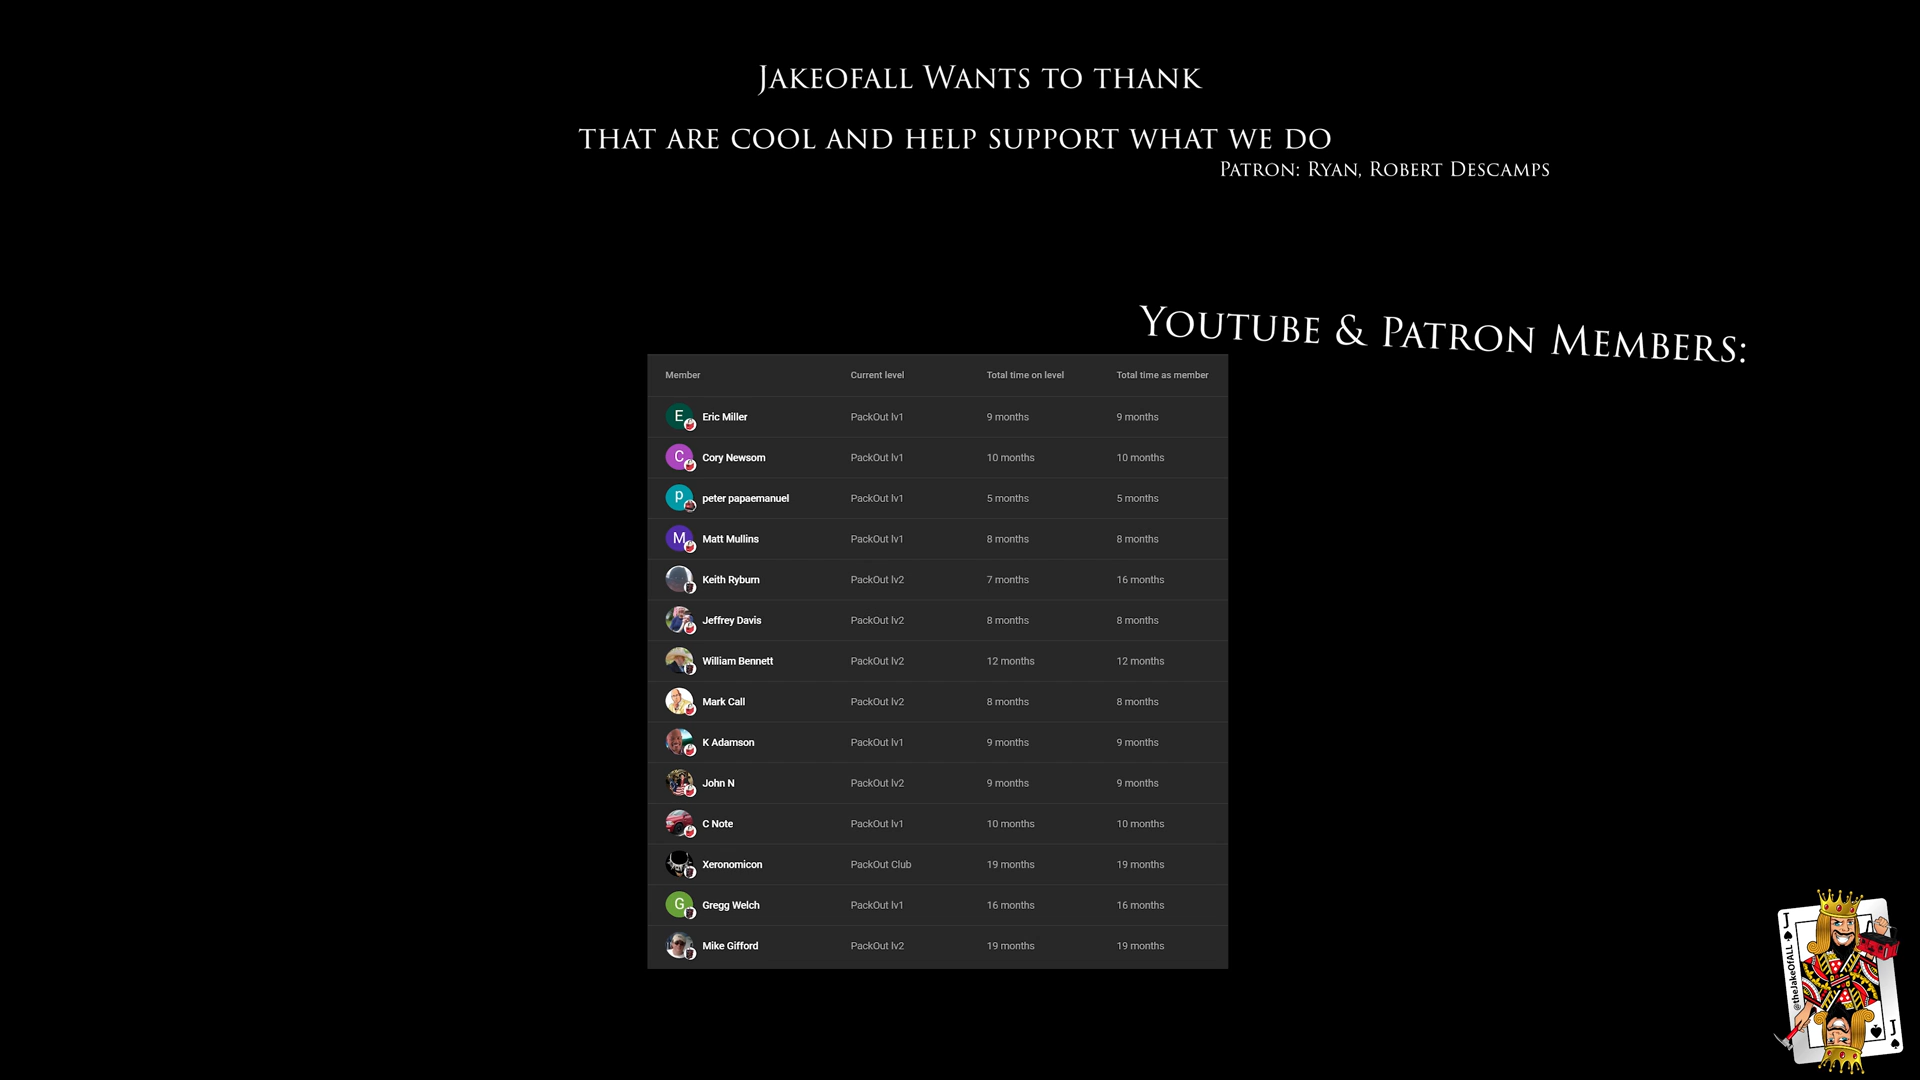 Jakeofall Wants to thank
that are cool and help support what we do
Patron: Ryan, Robert Descamps
Youtube & Patron Members:
Member Current level Total time on level Total time as member
E Eric Miller PackOut lv1 9 months 9 months
C Cory Newsom PackOut lv1 10 months 10 months
p peter papaemanuel PackOut lv1 5 months 5 months
M Matt Mullins PackOut lv1 8 months 8 months
Keith Ryburn PackOut lv2 7 months 16 months
Jeffrey Davis PackOut lv2 8 months 8 months
William Bennett PackOut lv2 12 months 12 months
Mark Call PackOut lv2 8 months 8 months
K Adamson PackOut lv1 9 months 9 months
John N PackOut lv2 9 months 9 months
C Note PackOut lv1 10 months 10 months
Xeronomicon PackOut Club 19 months 19 months
G Gregg Welch PackOut lv1 16 months 16 months
Mike Gifford PackOut lv2 19 months 19 months
J
@theJakeOfALL
J